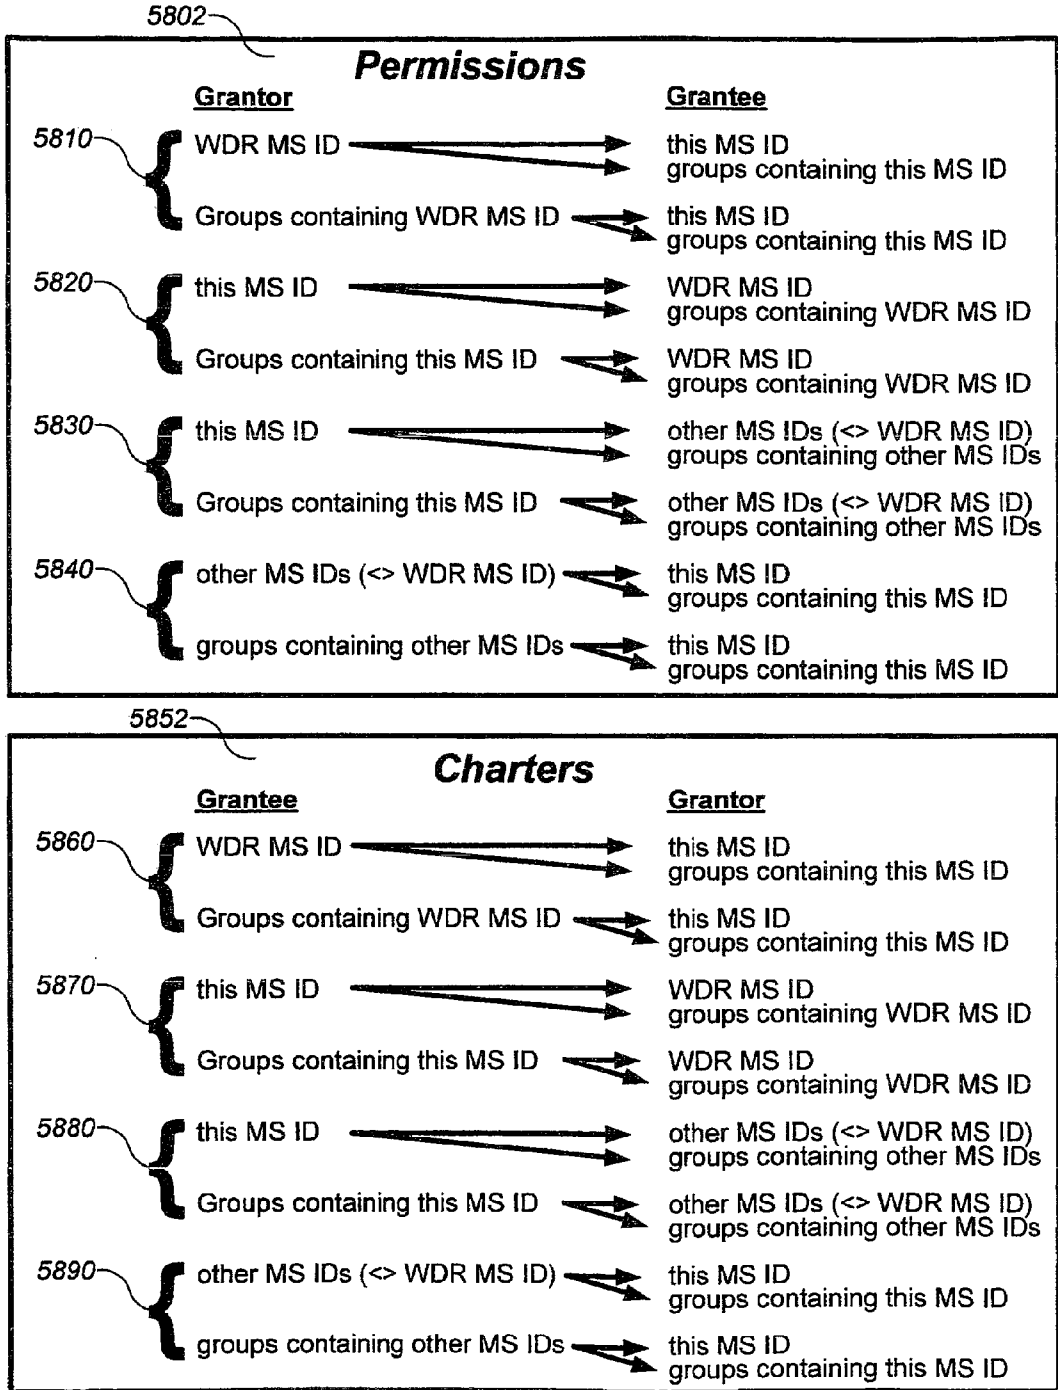 5802
Permissions
Grantor Grantee
5810
WDR MS ID this MS ID
groups containing this MS ID
Groups containing WDR MS ID this MS ID
groups containing this MS ID
5820
this MS ID WDR MS ID
groups containing WDR MS ID
Groups containing this MS ID WDR MS ID
groups containing WDR MS ID
5830
this MS ID other MS IDs (<> WDR MS ID)
groups containing other MS IDs
Groups containing this MS ID other MS IDs (<> WDR MS ID)
groups containing other MS IDs
5840
other MS IDs (<> WDR MS ID) this MS ID
groups containing this MS ID
groups containing other MS IDs this MS ID
groups containing this MS ID
5852
Charters
Grantee Grantor
5860
WDR MS ID this MS ID
groups containing this MS ID
Groups containing WDR MS ID this MS ID
groups containing this MS ID
5870
this MS ID WDR MS ID
groups containing WDR MS ID
Groups containing this MS ID WDR MS ID
groups containing WDR MS ID
5880
this MS ID other MS IDs (<> WDR MS ID)
groups containing other MS IDs
Groups containing this MS ID other MS IDs (<> WDR MS ID)
groups containing other MS IDs
5890
other MS IDs (<> WDR MS ID) this MS ID
groups containing this MS ID
groups containing other MS IDs this MS ID
groups containing this MS ID